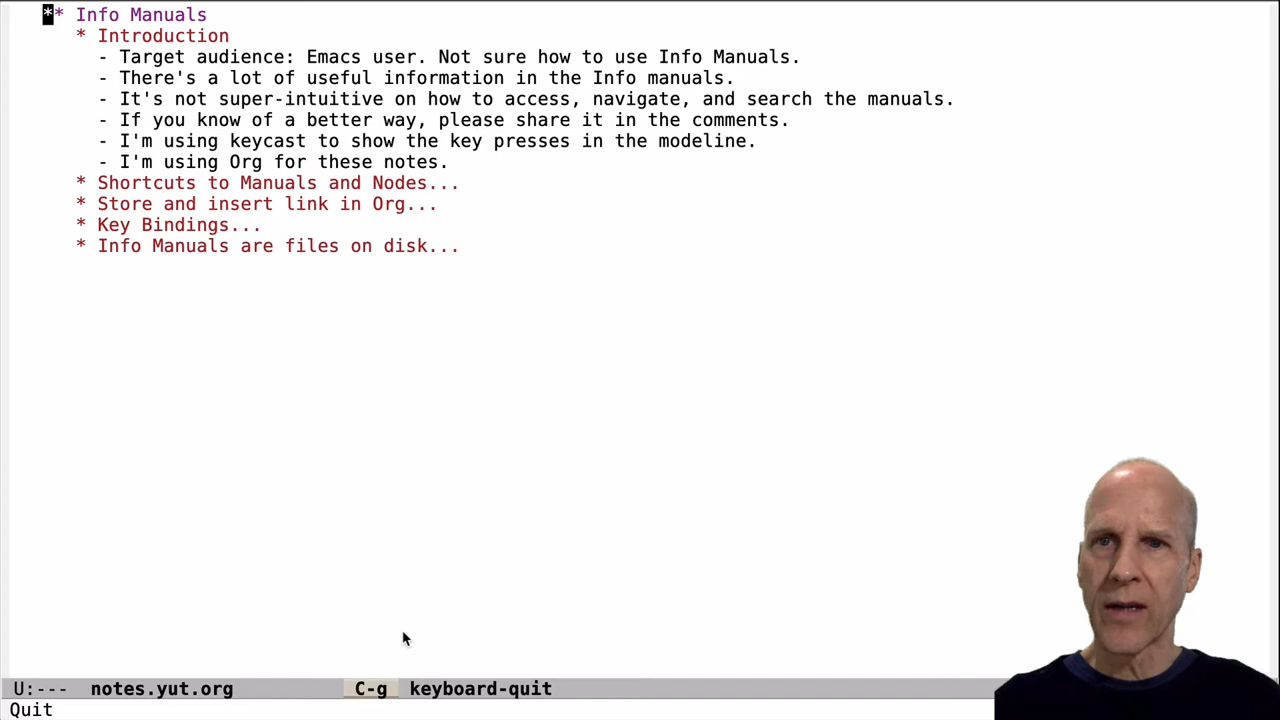 ** Info Manuals
* Introduction
- Target audience: Emacs user. Not sure how to use Info Manuals.
- There's a lot of useful information in the Info manuals.
- It's not super-intuitive on how to access, navigate, and search the manuals.
- If you know of a better way, please share it in the comments.
- I'm using keycast to show the key presses in the modeline.
- I'm using Org for these notes.
* Shortcuts to Manuals and Nodes...
* Store and insert link in Org...
* Key Bindings...
* Info Manuals are files on disk...
U:--- notes.yut.org C-g keyboard-quit
Quit